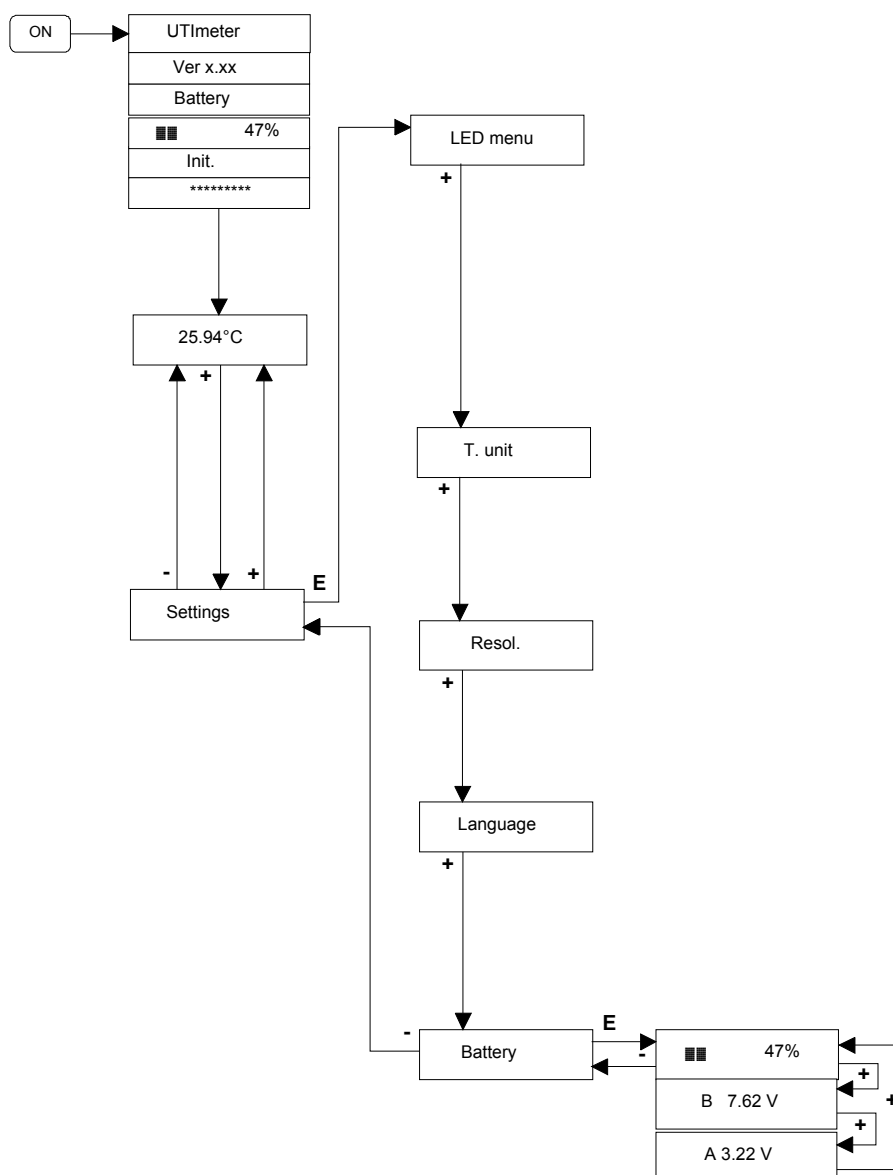 ON
UTImeter
Ver x.xx
Battery
47%
Init.
*********
25.94°C
+
-
+
Settings
E
LED menu
+
T. unit
+
Resol.
+
Language
+
-
Battery
E
-
47%
+
B 7.62 V
+
+
A 3.22 V